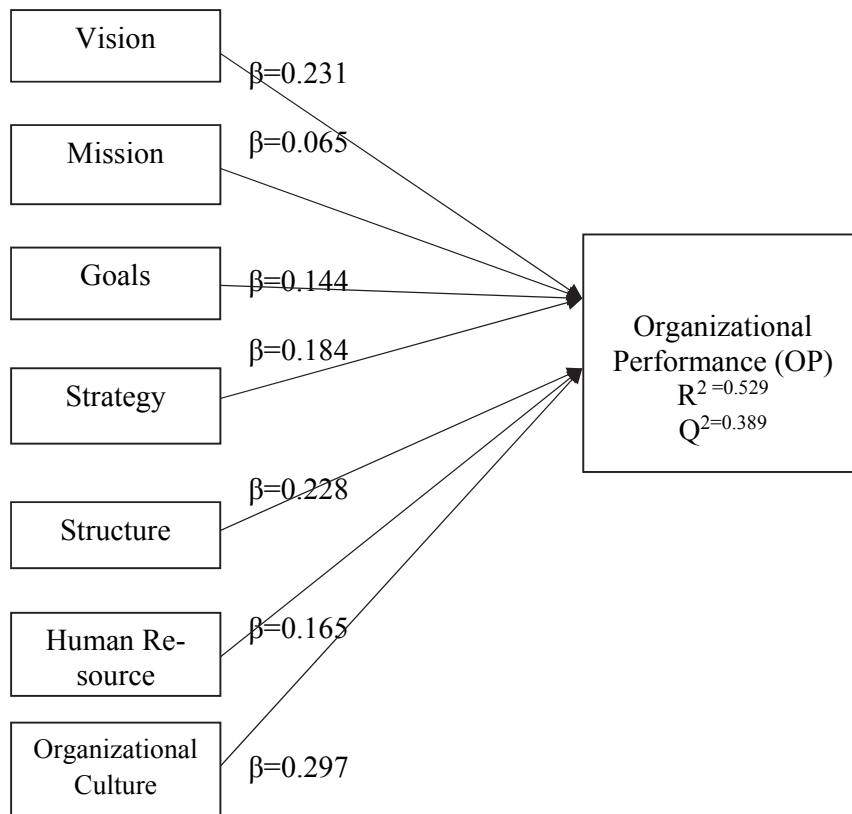 Vision
β=0.231
Mission
β=0.065
Goals
β=0.144
Strategy
β=0.184
Structure
β=0.228
Human Re-
source
β=0.165
Organizational
Culture
β=0.297
Organizational
Performance (OP)
R² =0.529
Q²=0.389